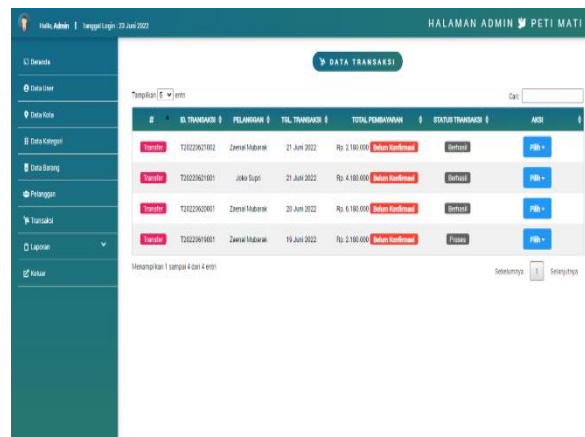 Hallo, Admin | Tanggal Login : 23 Juni 2022
HALAMAN ADMIN PETI MATI
Beranda
Data User
Data Kota
Data Kategori
Data Barang
Pelanggan
Transaksi
Laporan
Keluar
DATA TRANSAKSI
Tampilkan 5 entri
Cari:
# ID. TRANSAKSI PELANGGAN TGL. TRANSAKSI TOTAL PEMBAYARAN STATUS TRANSAKSI AKSI
Transfer T20220621002 Zaenal Mubarak 21 Juni 2022 Rp. 2.180.000 Belum Konfirmasi Berhasil Pilih
Transfer T20220621001 Joko Supri 21 Juni 2022 Rp. 4.180.000 Belum Konfirmasi Berhasil Pilih
Transfer T20220620001 Zaenal Mubarak 20 Juni 2022 Rp. 6.180.000 Belum Konfirmasi Berhasil Pilih
Transfer T20220619001 Zaenal Mubarak 19 Juni 2022 Rp. 2.180.000 Belum Konfirmasi Proses Pilih
Menampilkan 1 sampai 4 dari 4 entri
Sebelumnya 1 Selanjutnya